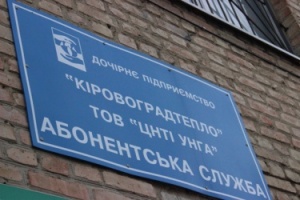 ДОЧІРНЄ ПІДПРИЄМСТВО
"КІРОВОГРАДТЕПЛО"
ТОВ "ЦНТІ УНГА"
АБОНЕНТСЬКА СЛУЖБА